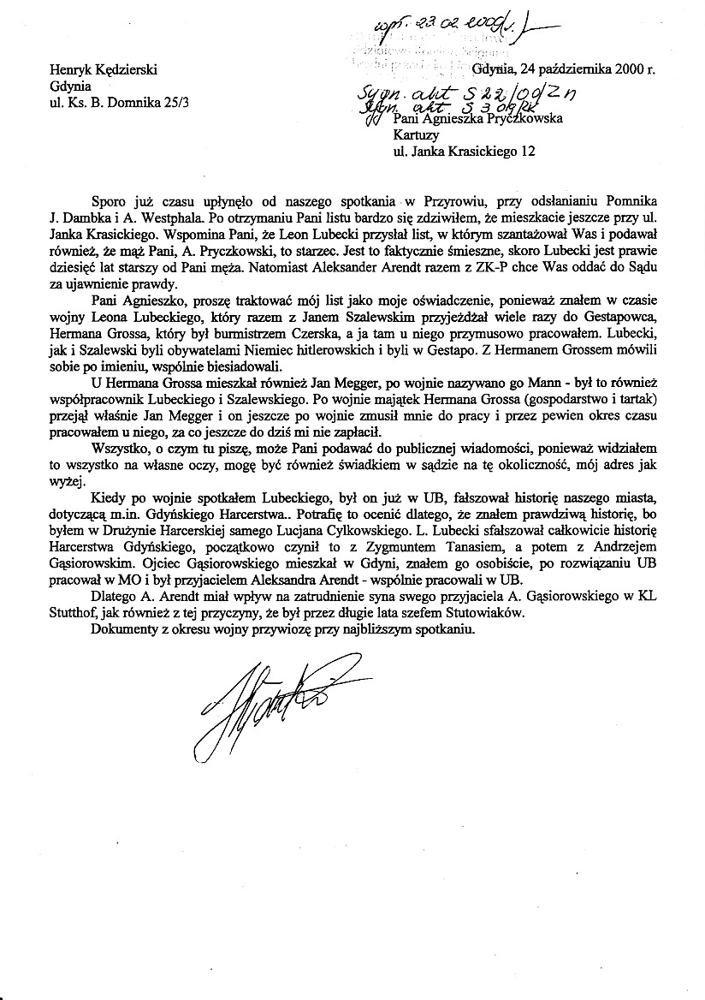 wpł. 23 02 200
Henryk Kędzierski
Gdynia, 24 października 2000 r.
Gdynia
ul. Ks. B. Domnika 25/3
Sygn. akt S 22/00/Zn
Sygn. akt S 3
Pani Agnieszka Pryczkowska
Kartuzy
ul. Janka Krasickiego 12
Sporo już czasu upłynęło od naszego spotkania w Przyrowiu, przy odsłanianiu Pomnika
J. Dambka i A. Westphala. Po otrzymaniu Pani listu bardzo się zdziwiłem, że mieszkacie jeszcze przy ul.
Janka Krasickiego. Wspomina Pani, że Leon Lubecki przysłał list, w którym szantażował Was i podawał
również, że mąż Pani, A. Pryczkowski, to starzec. Jest to faktycznie śmieszne, skoro Lubecki jest prawie
dziesięć lat starszy od Pani męża. Natomiast Aleksander Arendt razem z ZK-P chce Was oddać do Sądu
za ujawnienie prawdy.
Pani Agnieszko, proszę traktować mój list jako moje oświadczenie, ponieważ znałem w czasie
wojny Leona Lubeckiego, który razem z Janem Szalewskim przyjeżdżał wiele razy do Gestapowca,
Hermana Grossa, który był burmistrzem Czerska, a ja tam u niego przymusowo pracowałem. Lubecki,
jak i Szalewski byli obywatelami Niemiec hitlerowskich i byli w Gestapo. Z Hermanem Grossem mówili
sobie po imieniu, wspólnie biesiadowali.
U Hermana Grossa mieszkał również Jan Megger, po wojnie nazywano go Mann - był to również
współpracownik Lubeckiego i Szalewskiego. Po wojnie majątek Hermana Grossa (gospodarstwo i tartak)
przejął właśnie Jan Megger i on jeszcze po wojnie zmusił mnie do pracy i przez pewien okres czasu
pracowałem u niego, za co jeszcze do dziś mi nie zapłacił.
Wszystko, o czym tu piszę, może Pani podawać do publicznej wiadomości, ponieważ widziałem
to wszystko na własne oczy, mogę być również świadkiem w sądzie na tę okoliczność, mój adres jak
wyżej.
Kiedy po wojnie spotkałem Lubeckiego, był on już w UB, fałszował historię naszego miasta,
dotyczącą m.in. Gdyńskiego Harcerstwa.. Potrafię to ocenić dlatego, że znałem prawdziwą historię, bo
byłem w Drużynie Harcerskiej samego Lucjana Cylkowskiego. L. Lubecki sfałszował całkowicie historię
Harcerstwa Gdyńskiego, początkowo czynił to z Zygmuntem Tanasiem, a potem z Andrzejem
Gąsiorowskim. Ojciec Gąsiorowskiego mieszkał w Gdyni, znałem go osobiście, po rozwiązaniu UB
pracował w MO i był przyjacielem Aleksandra Arendt - wspólnie pracowali w UB.
Dlatego A. Arendt miał wpływ na zatrudnienie syna swego przyjaciela A. Gąsiorowskiego w KL
Stutthof, jak również z tej przyczyny, że był przez długie lata szefem Stutowiaków.
Dokumenty z okresu wojny przywiozę przy najbliższym spotkaniu.